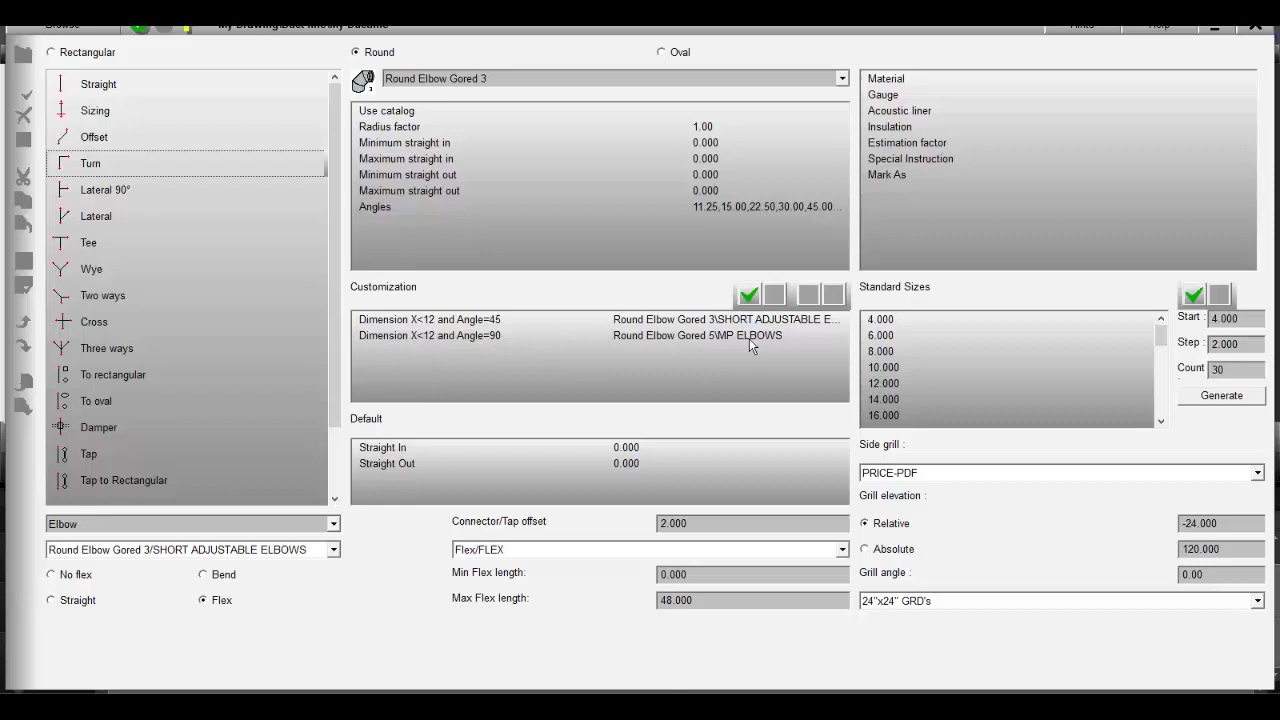 My Drawing\Duct line\My Ductline
Rectangular
Round
Oval
Straight
Sizing
Offset
Turn
Lateral 90°
Lateral
Tee
Wye
Two ways
Cross
Three ways
To rectangular
To oval
Damper
Tap
Tap to Rectangular
Elbow
Round Elbow Gored 3/SHORT ADJUSTABLE ELBOWS
No flex
Bend
Straight
Flex
Round Elbow Gored 3
Use catalog
Radius factor 1.00
Minimum straight in 0.000
Maximum straight in 0.000
Minimum straight out 0.000
Maximum straight out 0.000
Angles 11.25,15.00,22.50,30.00,45.00...
Customization
Dimension X<12 and Angle=45 Round Elbow Gored 3\SHORT ADJUSTABLE E...
Dimension X<12 and Angle=90 Round Elbow Gored 5\MP ELBOWS
Default
Straight In 0.000
Straight Out 0.000
Connector/Tap offset 2.000
Flex/FLEX
Min Flex length: 0.000
Max Flex length: 48.000
Material
Gauge
Acoustic liner
Insulation
Estimation factor
Special Instruction
Mark As
Standard Sizes
4.000
6.000
8.000
10.000
12.000
14.000
16.000
Start : 4.000
Step : 2.000
Count : 30
Generate
Side grill :
PRICE-PDF
Grill elevation :
Relative -24.000
Absolute 120.000
Grill angle : 0.00
24"x24" GRD's